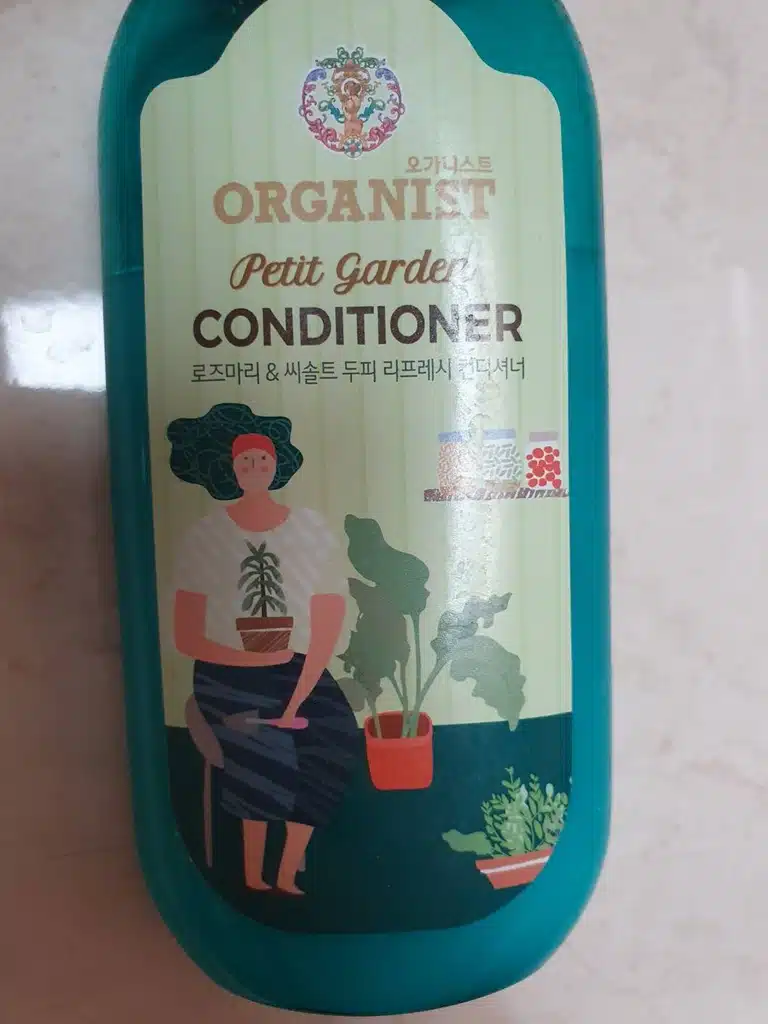 오가니스트
ORGANIST
Petit Garden
CONDITIONER
로즈마리 & 씨솔트 두피 리프레시 컨디셔너